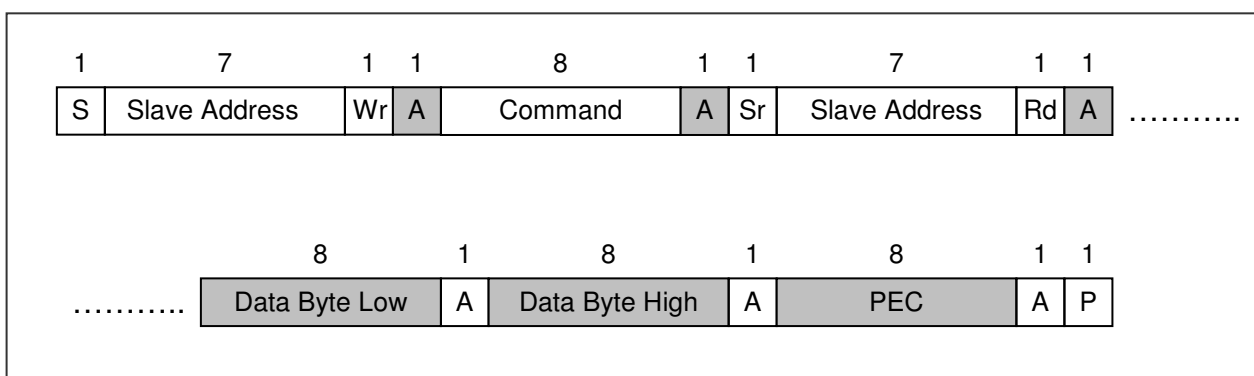 1 7 1 1 8 1 1 7 1 1
S Slave Address Wr A Command A Sr Slave Address Rd A ………..
8 1 8 1 8 1 1
……….. Data Byte Low A Data Byte High A PEC A P